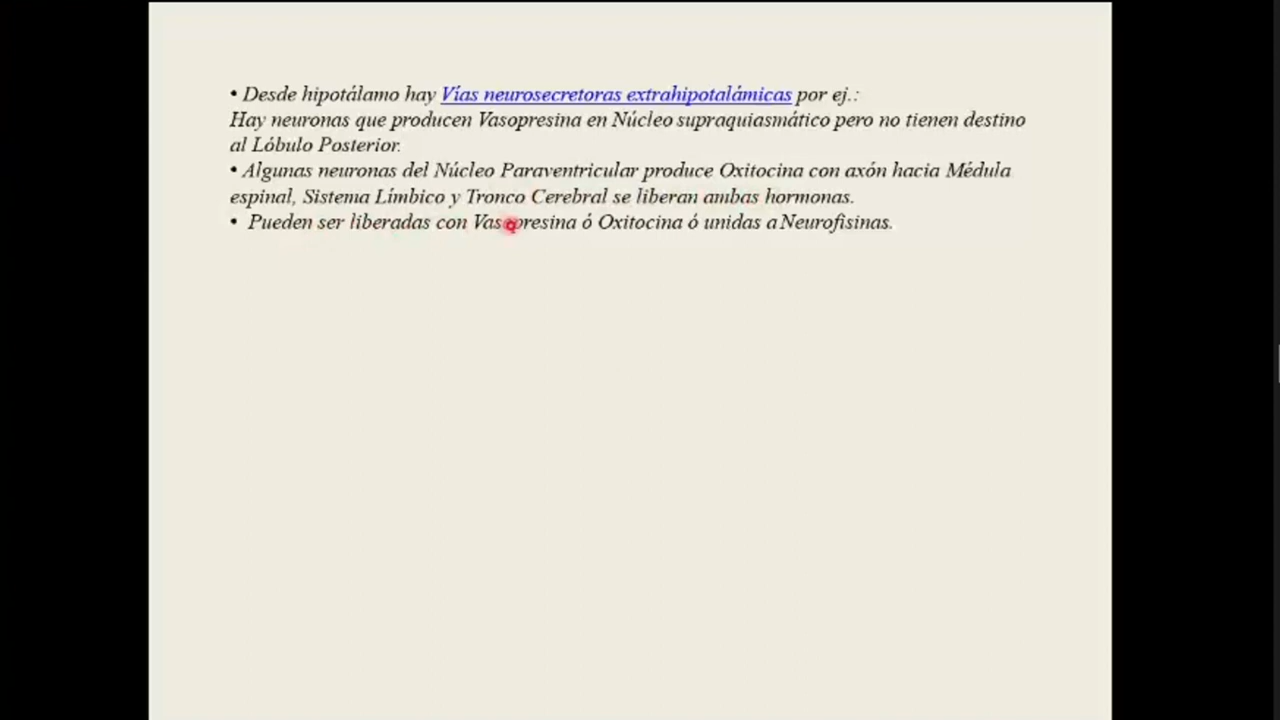 • Desde hipotálamo hay Vías neurosecretoras extrahipotalámicas por ej.:
Hay neuronas que producen Vasopresina en Núcleo supraquiasmático pero no tienen destino
al Lóbulo Posterior.
• Algunas neuronas del Núcleo Paraventricular produce Oxitocina con axón hacia Médula
espinal, Sistema Límbico y Tronco Cerebral se liberan ambas hormonas.
• Pueden ser liberadas con Vasopresina ó Oxitocina ó unidas a Neurofisinas.